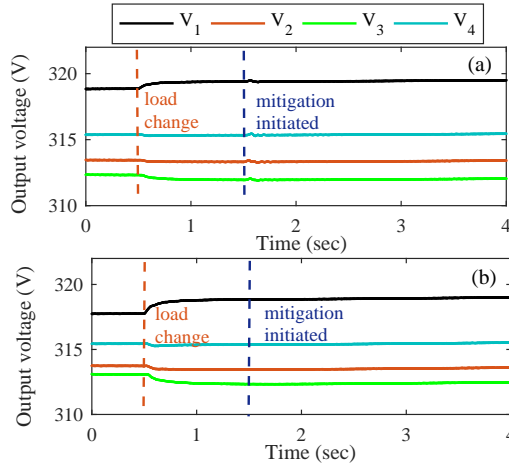 V1 V2 V3 V4
Output voltage (V)
320
315
310
(a)
load
change
mitigation
initiated
0 1 2 3 4
Time (sec)
Output voltage (V)
320
314
310
(b)
load
change
mitigation
initiated
0 1 2 3 4
Time (sec)